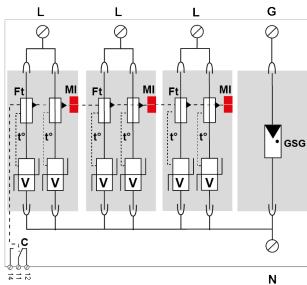 L L L G
Ft MI Ft MI Ft MI
t° t° t° GSG
V V V V V V
C
14 11 12
N